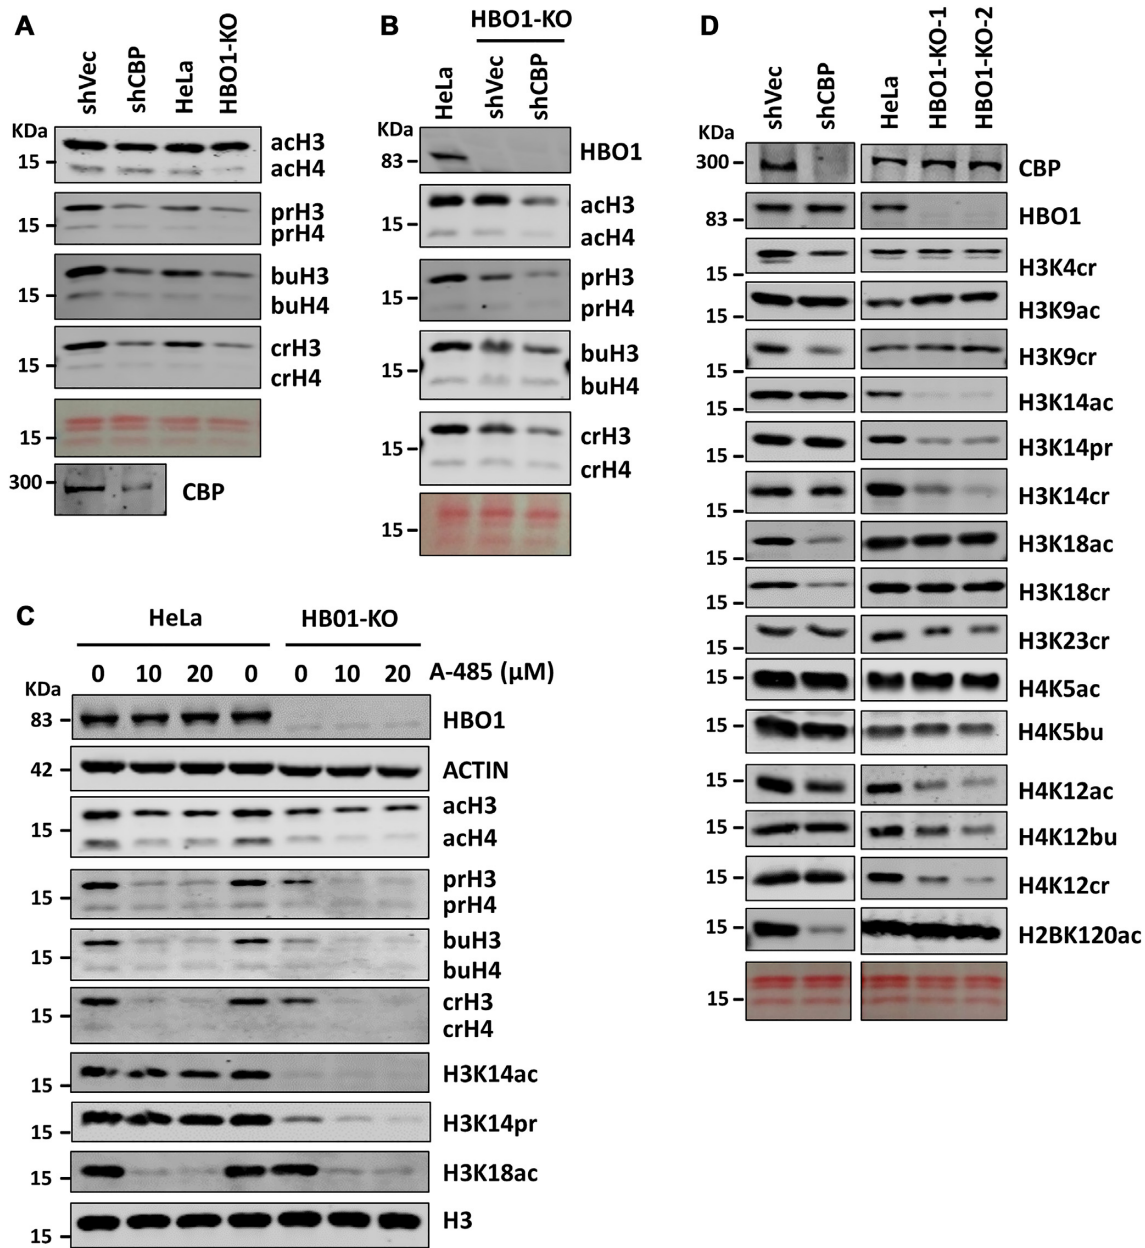 A
shVec
shCBP
HeLa
HBO1-KO
KDa
acH3
15
acH4
prH3
15
prH4
buH3
15
buH4
crH3
15
crH4
15
300
CBP
B
HBO1-KO
HeLa
shVec
shCBP
KDa
83
HBO1
acH3
15
acH4
prH3
15
prH4
buH3
15
buH4
crH3
15
crH4
15
C
HeLa
HB01-KO
0 10 20 0 0 10 20 A-485 (µM)
KDa
83
HBO1
42
ACTIN
acH3
15
acH4
prH3
15
prH4
buH3
15
buH4
crH3
15
crH4
H3K14ac
15
H3K14pr
15
H3K18ac
15
H3
15
D
shVec
shCBP
HeLa
HBO1-KO-1
HBO1-KO-2
KDa
300
CBP
83
HBO1
15
H3K4cr
15
H3K9ac
15
H3K9cr
15
H3K14ac
15
H3K14pr
15
H3K14cr
15
H3K18ac
15
H3K18cr
15
H3K23cr
15
H4K5ac
15
H4K5bu
15
H4K12ac
15
H4K12bu
15
H4K12cr
15
H2BK120ac
15